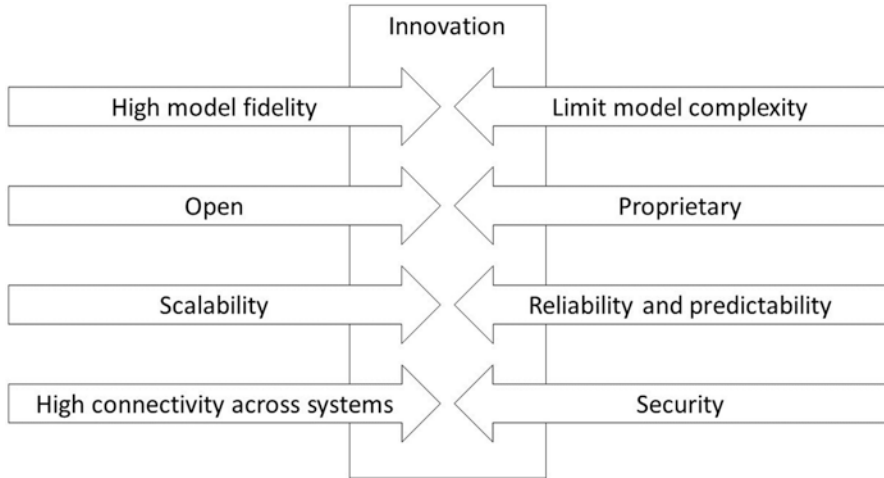 Innovation
High model fidelity
Limit model complexity
Open
Proprietary
Scalability
Reliability and predictability
High connectivity across systems
Security